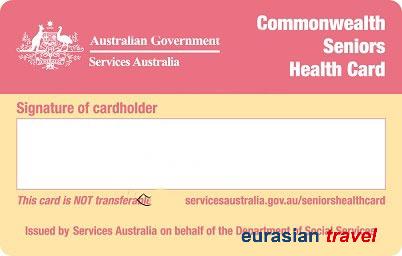 Commonwealth
Seniors
Health Card
Australian Government
Services Australia
Signature of cardholder
This card is NOT transferable
servicesaustralia.gov.au/seniorshealthcard
Issued by Services Australia on behalf of the Department of Social Services
eurasian travel